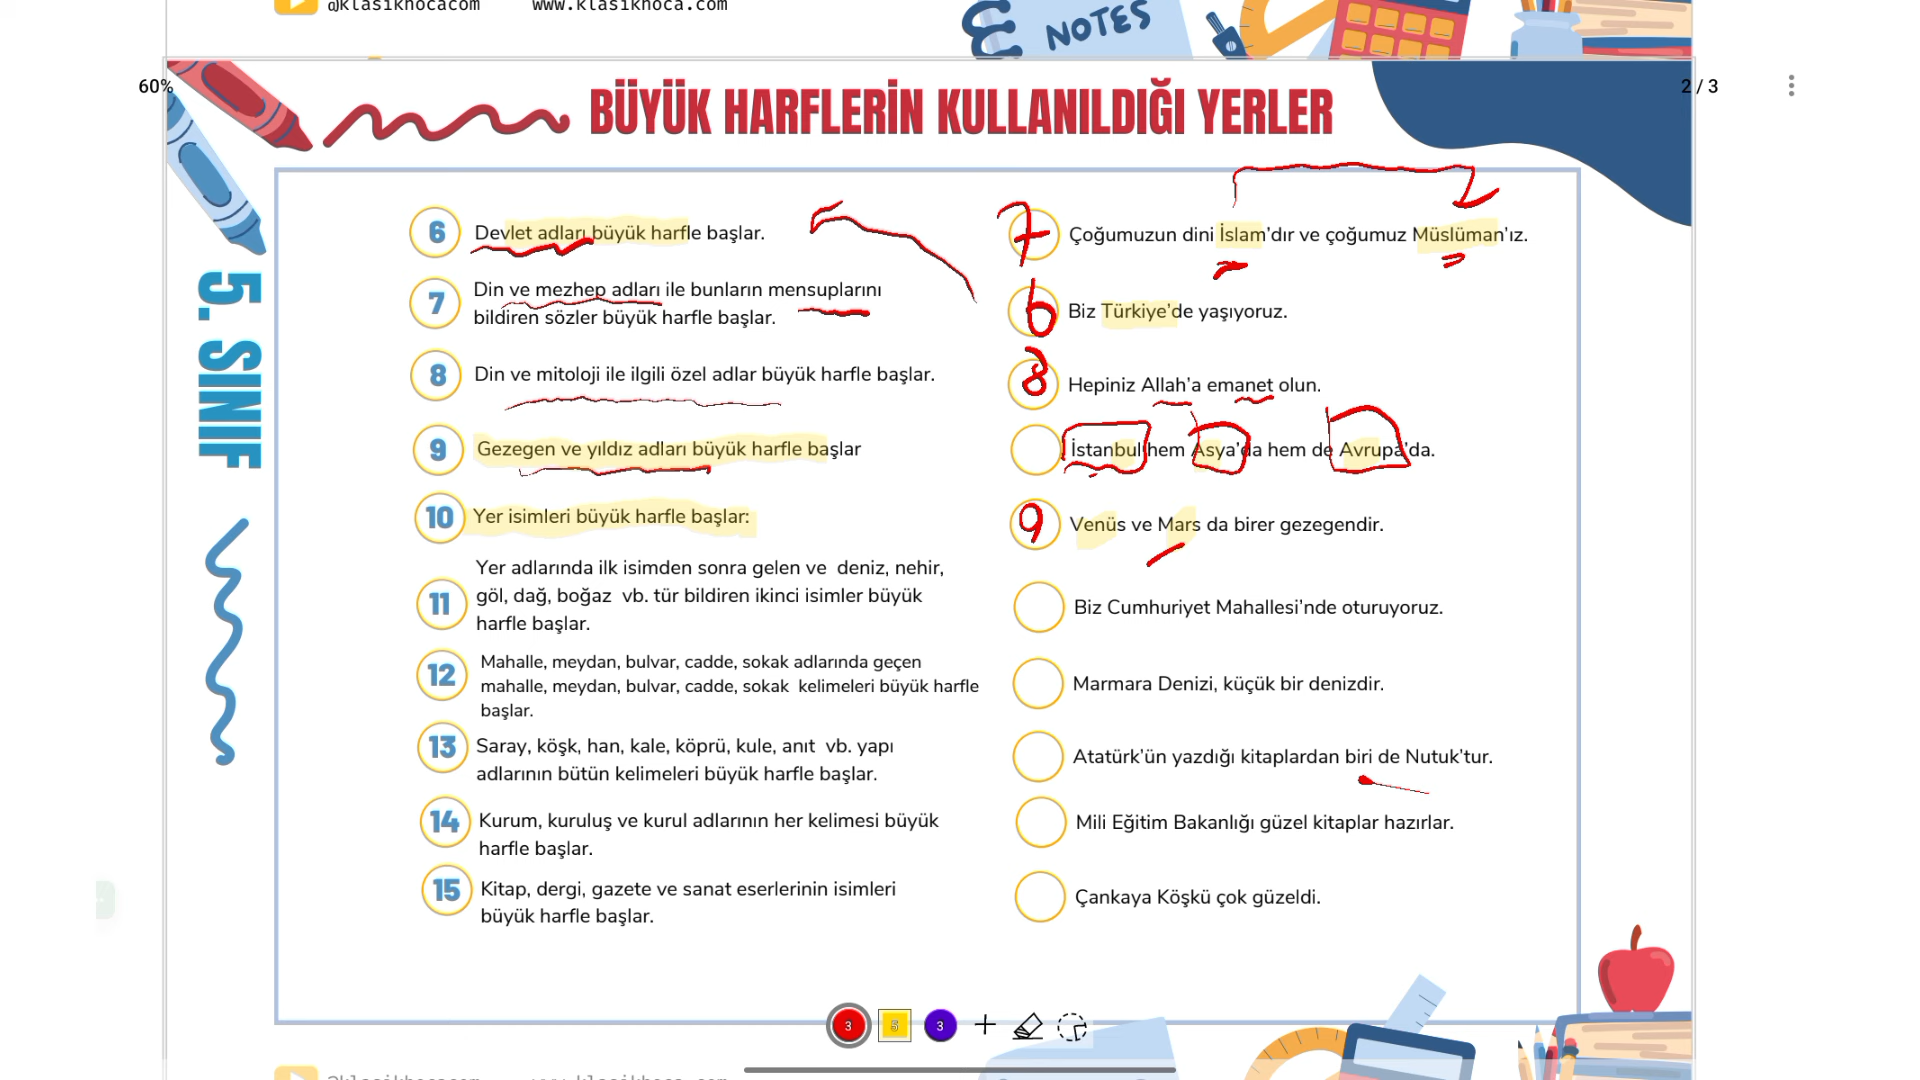 @klasikhocacom www.klasikhoca.com
NOTES
60%
2 / 3
BÜYÜK HARFLERİN KULLANILDIĞI YERLER
5. SINIF
6 Devlet adları büyük harfle başlar.
7 Din ve mezhep adları ile bunların mensuplarını
bildiren sözler büyük harfle başlar.
8 Din ve mitoloji ile ilgili özel adlar büyük harfle başlar.
9 Gezegen ve yıldız adları büyük harfle başlar
10 Yer isimleri büyük harfle başlar:
11 Yer adlarında ilk isimden sonra gelen ve deniz, nehir,
göl, dağ, boğaz vb. tür bildiren ikinci isimler büyük
harfle başlar.
12 Mahalle, meydan, bulvar, cadde, sokak adlarında geçen
mahalle, meydan, bulvar, cadde, sokak kelimeleri büyük harfle
başlar.
13 Saray, köşk, han, kale, köprü, kule, anıt vb. yapı
adlarının bütün kelimeleri büyük harfle başlar.
14 Kurum, kuruluş ve kurul adlarının her kelimesi büyük
harfle başlar.
15 Kitap, dergi, gazete ve sanat eserlerinin isimleri
büyük harfle başlar.
7 Çoğumuzun dini İslam'dır ve çoğumuz Müslüman'ız.
6 Biz Türkiye'de yaşıyoruz.
8 Hepiniz Allah'a emanet olun.
İstanbul hem Asya'da hem de Avrupa'da.
9 Venüs ve Mars da birer gezegendir.
Biz Cumhuriyet Mahallesi'nde oturuyoruz.
Marmara Denizi, küçük bir denizdir.
Atatürk'ün yazdığı kitaplardan biri de Nutuk'tur.
Mili Eğitim Bakanlığı güzel kitaplar hazırlar.
Çankaya Köşkü çok güzeldi.
3 5 3